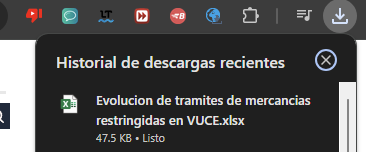 Historial de descargas recientes
Evolucion de tramites de mercancias
restringidas en VUCE.xlsx
47.5 KB • Listo